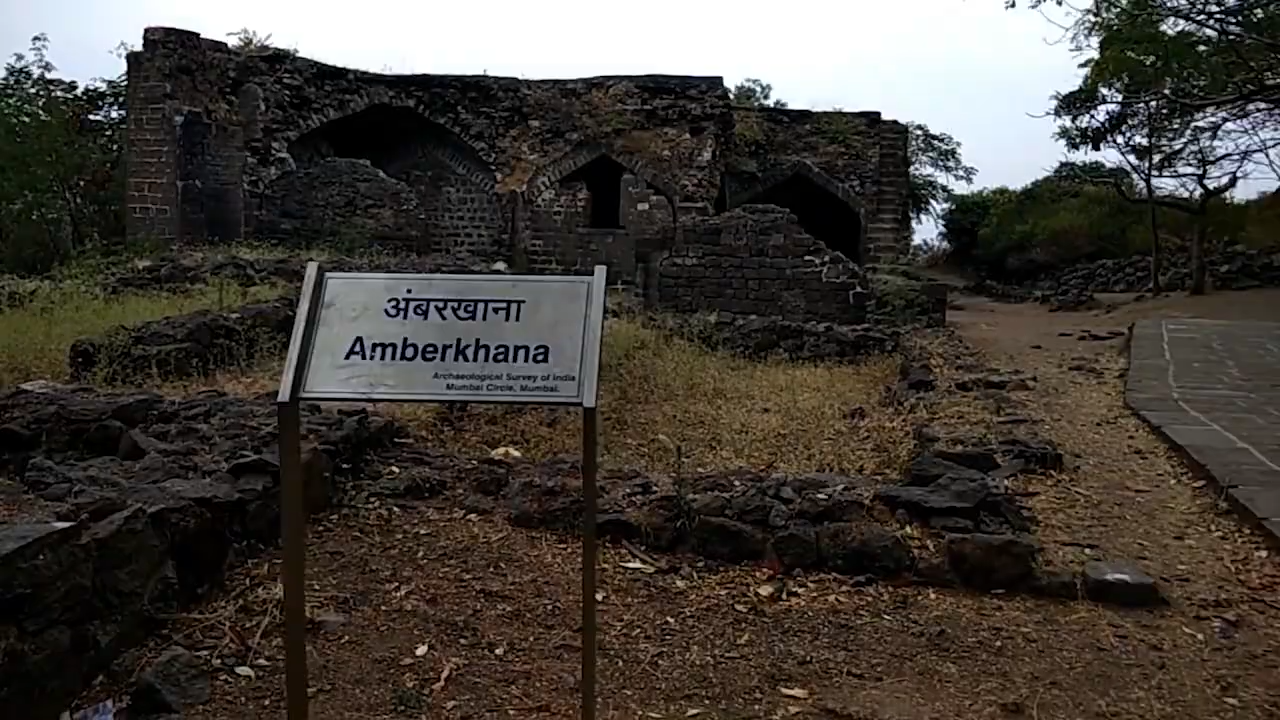 अंबरखाना
Amberkhana
Archaeological Survey of India
Mumbai Circle, Mumbai.